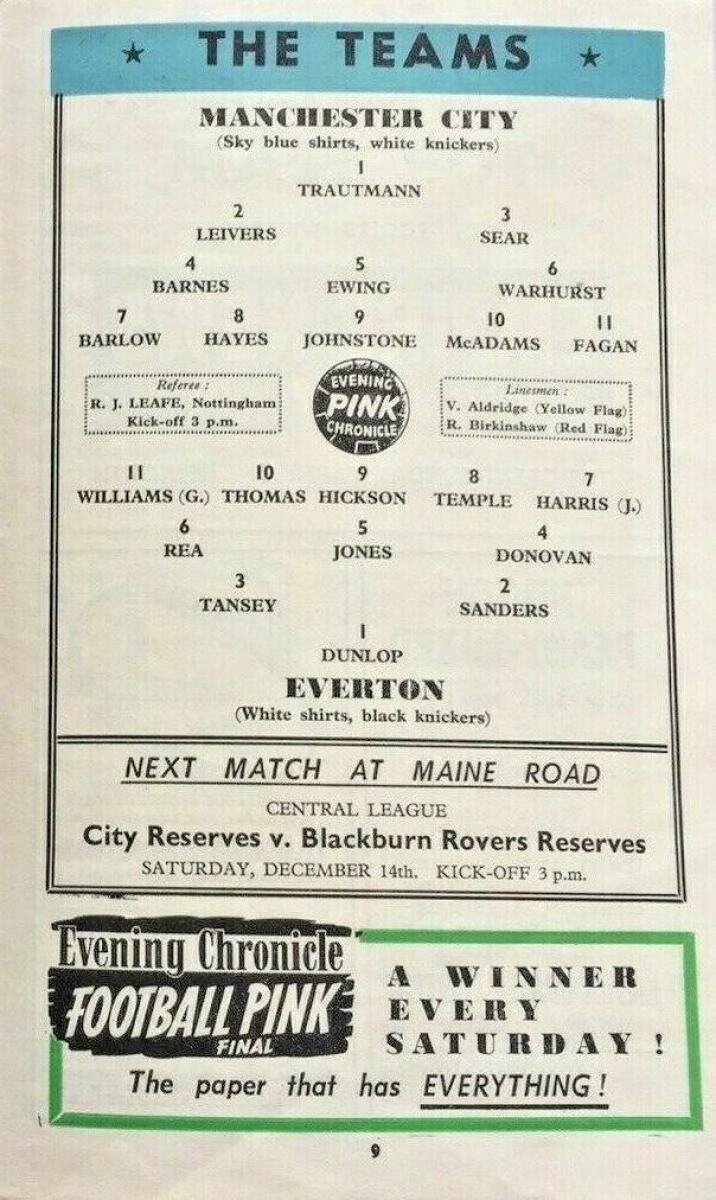 ★ THE TEAMS ★
MANCHESTER CITY
(Sky blue shirts, white knickers)
1
TRAUTMANN
2 3
LEIVERS SEAR
4 5 6
BARNES EWING WARHURST
7 8 9 10 11
BARLOW HAYES JOHNSTONE McADAMS FAGAN
Referee :
R. J. LEAFE, Nottingham
Kick-off 3 p.m.
EVENING
PINK
CHRONICLE
Linesmen :
V. Aldridge (Yellow Flag)
R. Birkinshaw (Red Flag)
11 10 9 8 7
WILLIAMS (G.) THOMAS HICKSON TEMPLE HARRIS (J.)
6 5 4
REA JONES DONOVAN
3 2
TANSEY SANDERS
1
DUNLOP
EVERTON
(White shirts, black knickers)
NEXT MATCH AT MAINE ROAD
CENTRAL LEAGUE
City Reserves v. Blackburn Rovers Reserves
SATURDAY, DECEMBER 14th. KICK-OFF 3 p.m.
Evening Chronicle
FOOTBALL PINK
FINAL
A WINNER
EVERY
SATURDAY !
The paper that has EVERYTHING !
9